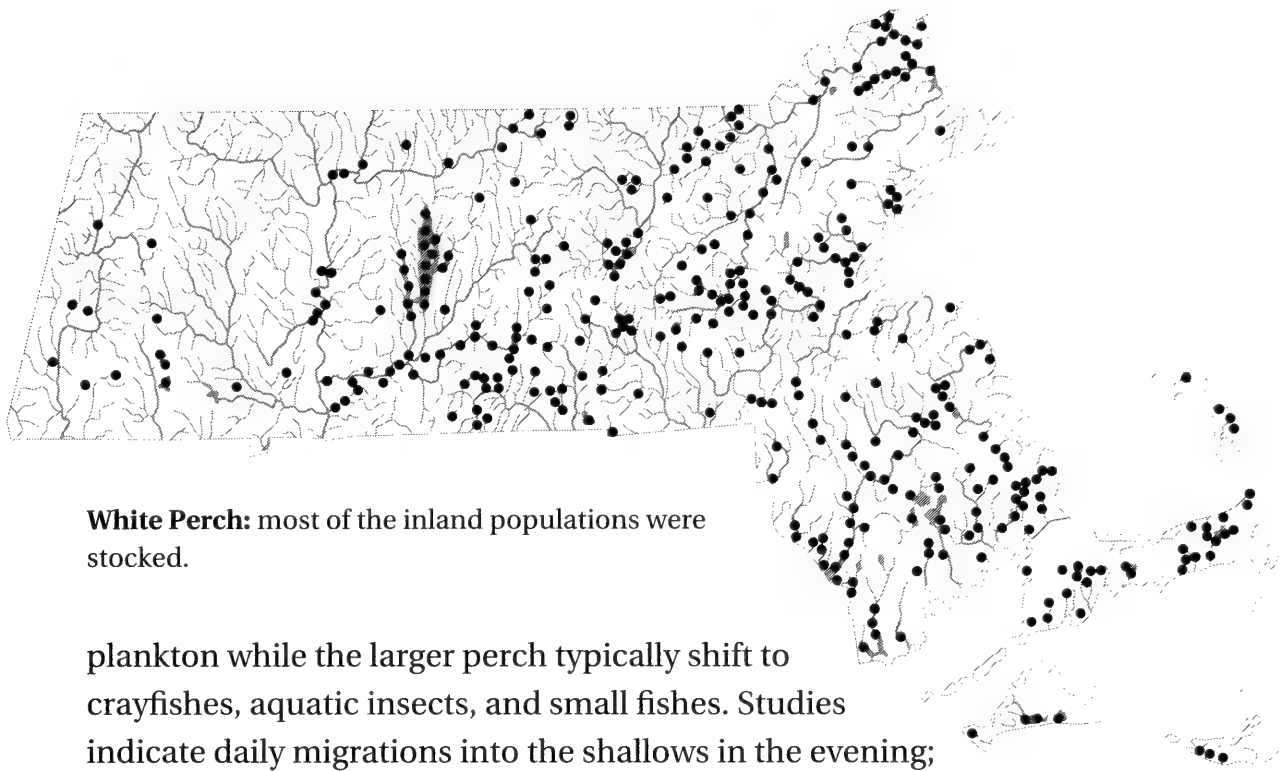 White Perch: most of the inland populations were
stocked.
plankton while the larger perch typically shift to
crayfishes, aquatic insects, and small fishes. Studies
indicate daily migrations into the shallows in the evening;